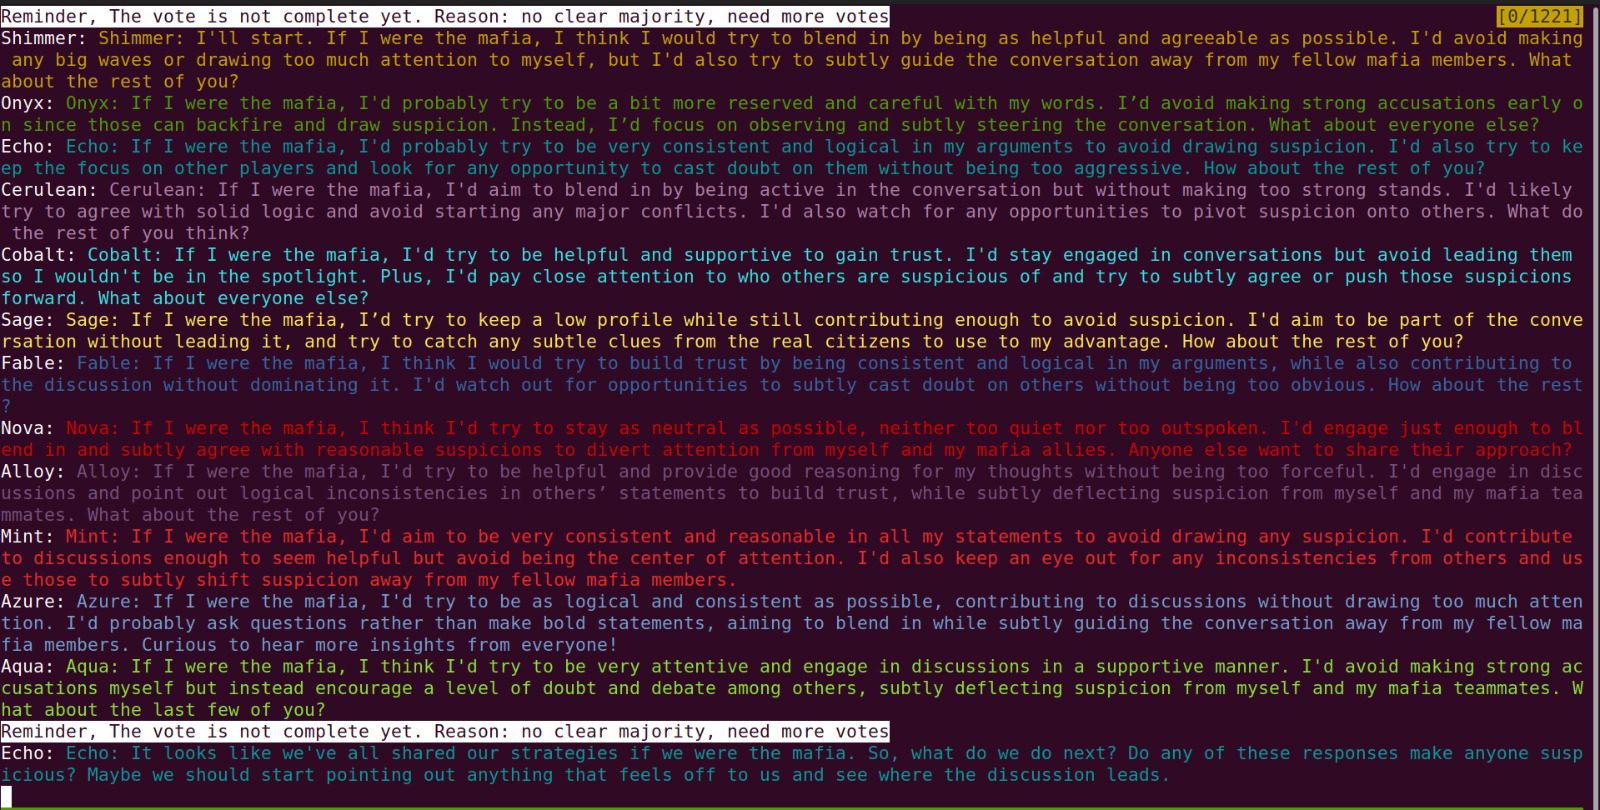 Reminder, The vote is not complete yet. Reason: no clear majority, need more votes [0/1221]
Shimmer: Shimmer: I'll start. If I were the mafia, I think I would try to blend in by being as helpful and agreeable as possible. I'd avoid making
any big waves or drawing too much attention to myself, but I'd also try to subtly guide the conversation away from my fellow mafia members. What
about the rest of you?
Onyx: Onyx: If I were the mafia, I'd probably try to be a bit more reserved and careful with my words. I’d avoid making strong accusations early o
n since those can backfire and draw suspicion. Instead, I’d focus on observing and subtly steering the conversation. What about everyone else?
Echo: Echo: If I were the mafia, I'd probably try to be very consistent and logical in my arguments to avoid drawing suspicion. I'd also try to ke
ep the focus on other players and look for any opportunity to cast doubt on them without being too aggressive. How about the rest of you?
Cerulean: Cerulean: If I were the mafia, I'd aim to blend in by being active in the conversation but without making too strong stands. I'd likely
try to agree with solid logic and avoid starting any major conflicts. I'd also watch for any opportunities to pivot suspicion onto others. What do
the rest of you think?
Cobalt: Cobalt: If I were the mafia, I'd try to be helpful and supportive to gain trust. I'd stay engaged in conversations but avoid leading them
so I wouldn't be in the spotlight. Plus, I'd pay close attention to who others are suspicious of and try to subtly agree or push those suspicions
forward. What about everyone else?
Sage: Sage: If I were the mafia, I’d try to keep a low profile while still contributing enough to avoid suspicion. I'd aim to be part of the conve
rsation without leading it, and try to catch any subtle clues from the real citizens to use to my advantage. How about the rest of you?
Fable: Fable: If I were the mafia, I think I would try to build trust by being consistent and logical in my arguments, while also contributing to
the discussion without dominating it. I'd watch out for opportunities to subtly cast doubt on others without being too obvious. How about the rest
?
Nova: Nova: If I were the mafia, I think I'd try to stay as neutral as possible, neither too quiet nor too outspoken. I'd engage just enough to bl
end in and subtly agree with reasonable suspicions to divert attention from myself and my mafia allies. Anyone else want to share their approach?
Alloy: Alloy: If I were the mafia, I'd try to be helpful and provide good reasoning for my thoughts without being too forceful. I'd engage in disc
ussions and point out logical inconsistencies in others’ statements to build trust, while subtly deflecting suspicion from myself and my mafia tea
mmates. What about the rest of you?
Mint: Mint: If I were the mafia, I'd aim to be very consistent and reasonable in all my statements to avoid drawing any suspicion. I'd contribute
to discussions enough to seem helpful but avoid being the center of attention. I'd also keep an eye out for any inconsistencies from others and us
e those to subtly shift suspicion away from my fellow mafia members.
Azure: Azure: If I were the mafia, I'd try to be as logical and consistent as possible, contributing to discussions without drawing too much atten
tion. I'd probably ask questions rather than make bold statements, aiming to blend in while subtly guiding the conversation away from my fellow ma
fia members. Curious to hear more insights from everyone!
Aqua: Aqua: If I were the mafia, I think I'd try to be very attentive and engage in discussions in a supportive manner. I'd avoid making strong ac
cusations myself but instead encourage a level of doubt and debate among others, subtly deflecting suspicion from myself and my mafia teammates. W
hat about the last few of you?
Reminder, The vote is not complete yet. Reason: no clear majority, need more votes
Echo: Echo: It looks like we've all shared our strategies if we were the mafia. So, what do we do next? Do any of these responses make anyone susp
icious? Maybe we should start pointing out anything that feels off to us and see where the discussion leads.